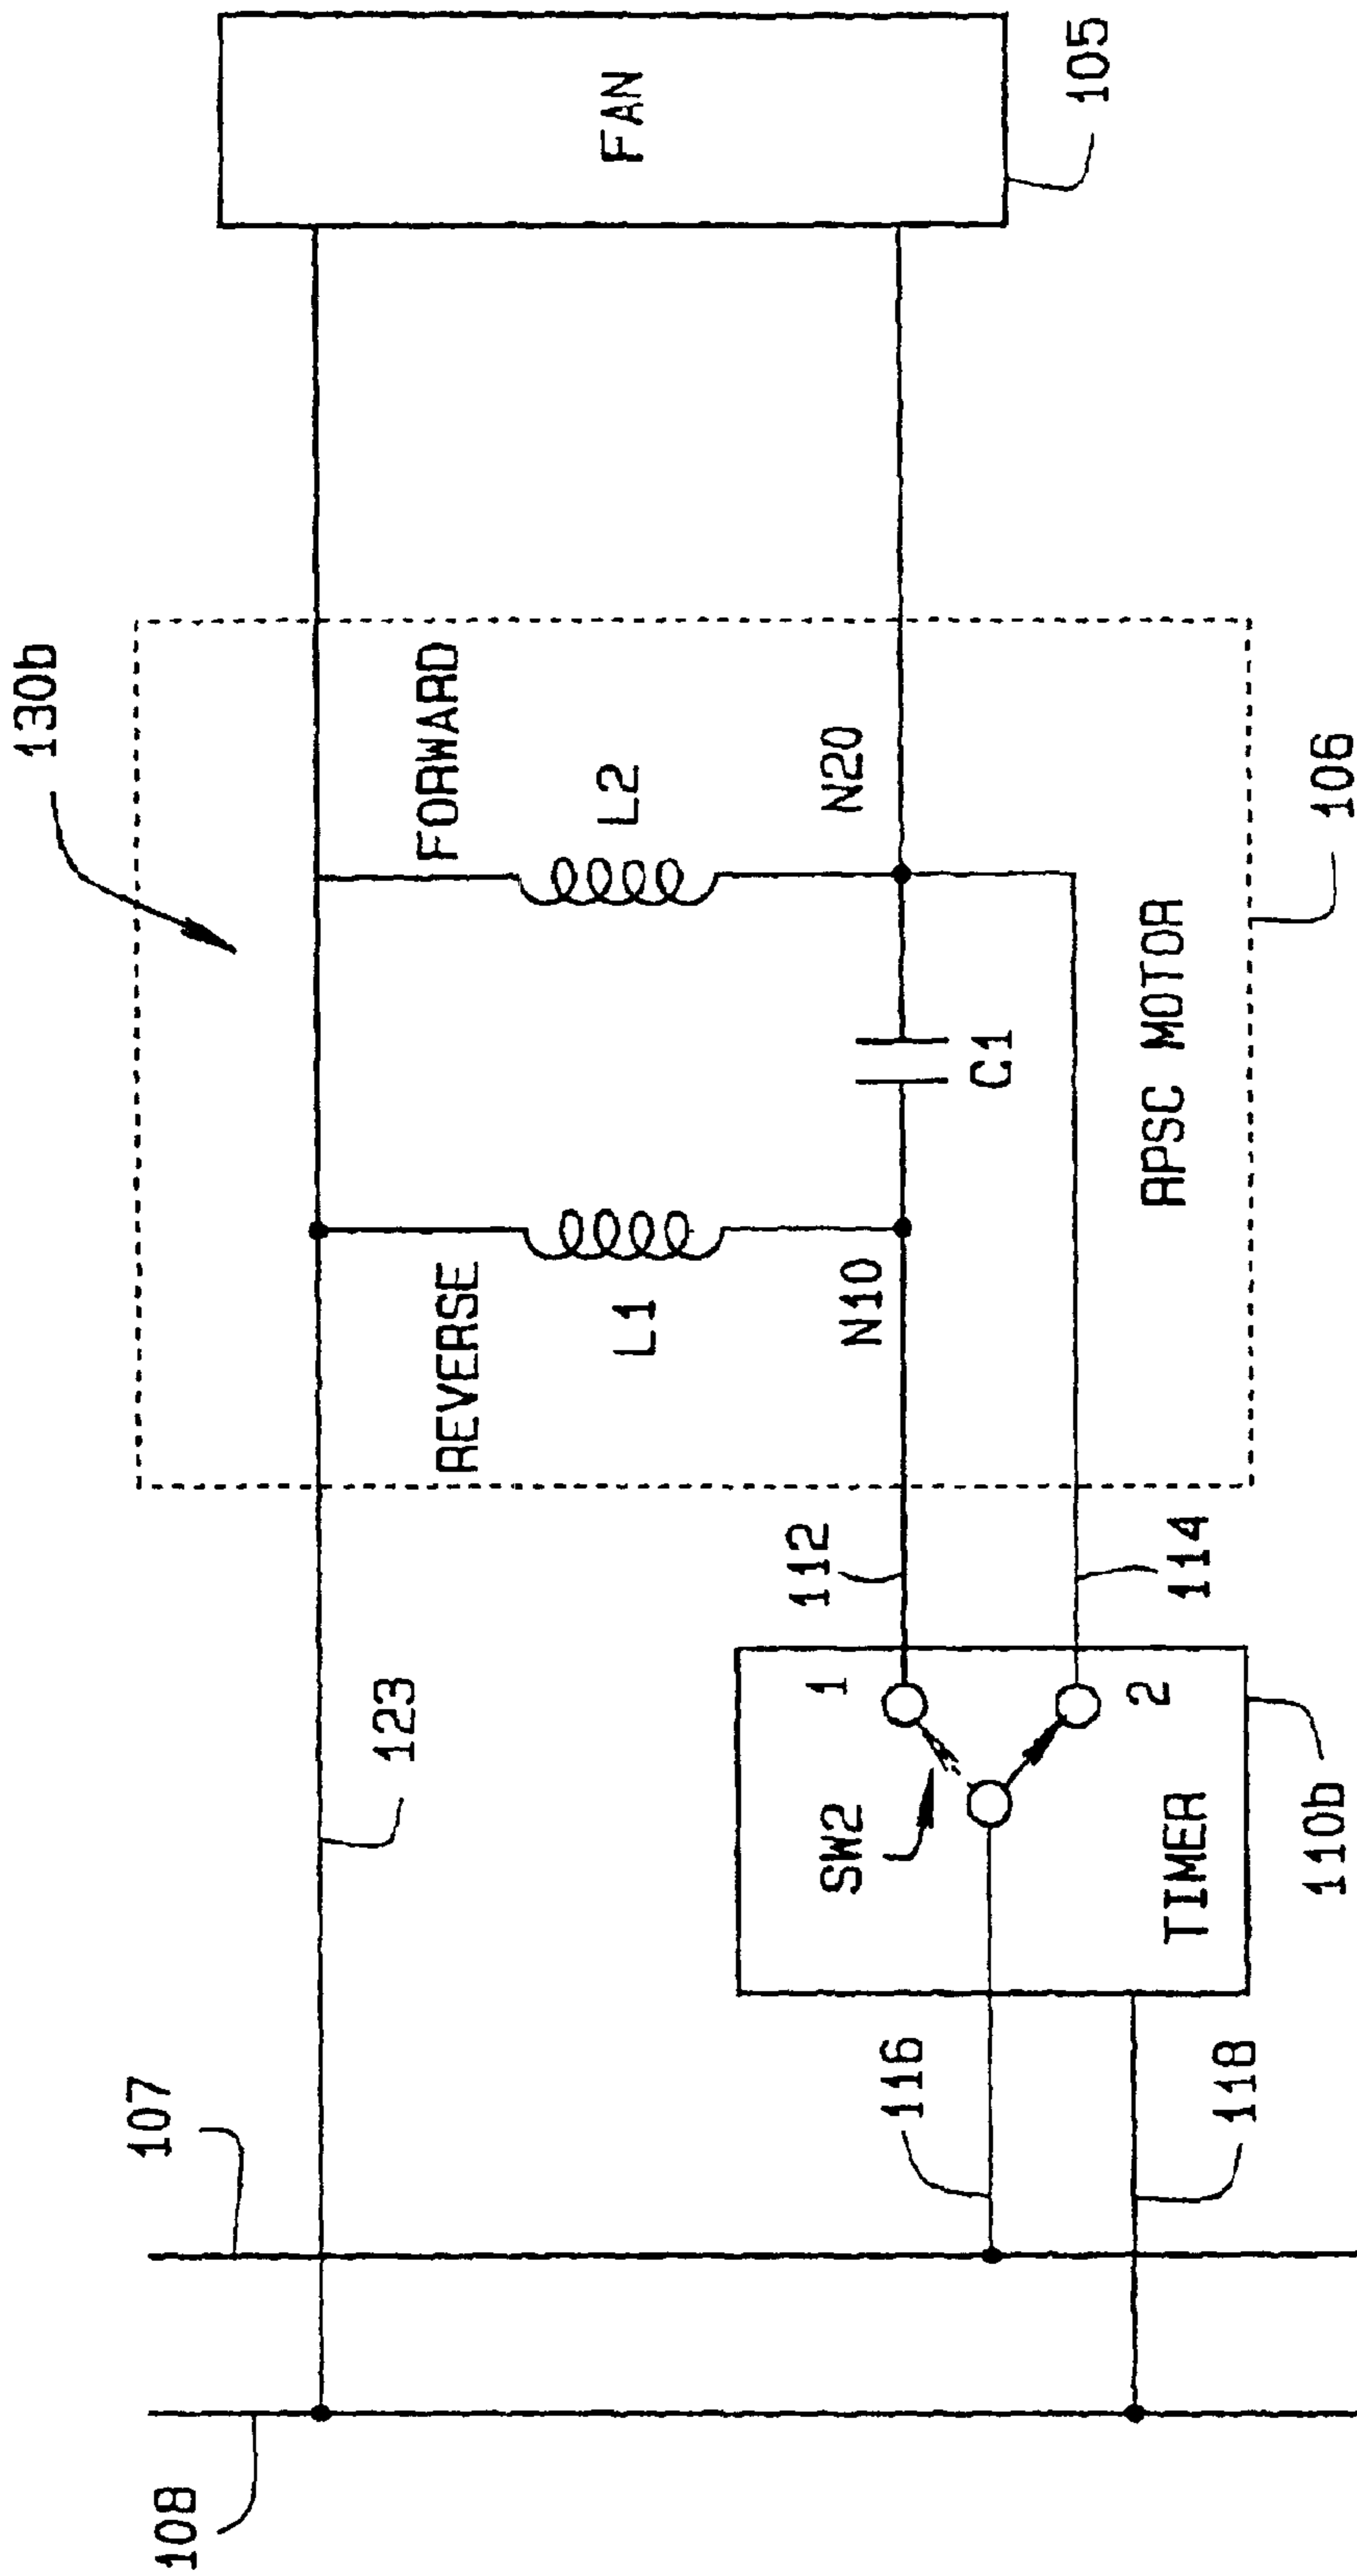 130b
107
108
123
REVERSE
FORWARD
FAN
L1
L2
112
N10
N20
SW2
1
C1
105
116
114
2
TIMER
RPSC MOTOR
118
110b
106